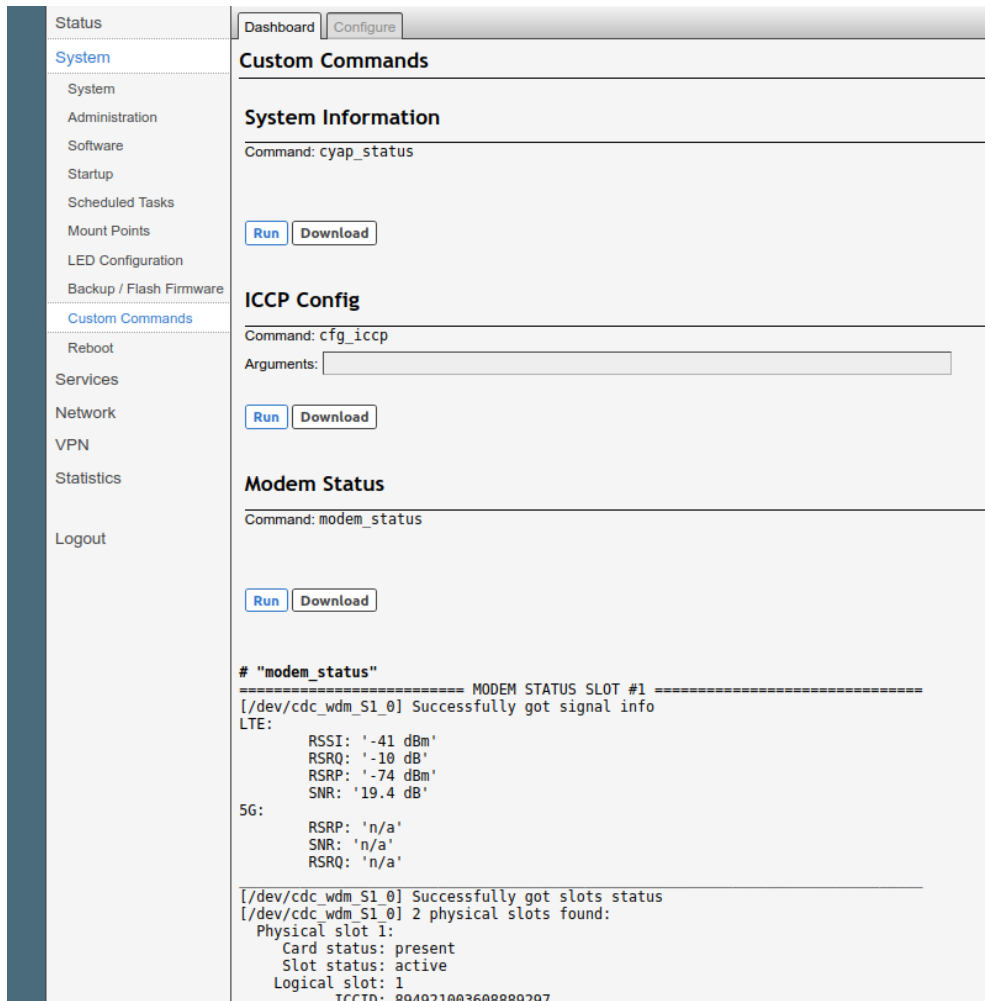 Status
System
System
Administration
Software
Startup
Scheduled Tasks
Mount Points
LED Configuration
Backup / Flash Firmware
Custom Commands
Reboot
Services
Network
VPN
Statistics
Logout
Dashboard Configure
Custom Commands
System Information
Command: cyap_status
Run Download
ICCP Config
Command: cfg_iccp
Arguments:
Run Download
Modem Status
Command: modem_status
Run Download
# "modem_status"
========================== MODEM STATUS SLOT #1 ===============================
[/dev/cdc_wdm_S1_0] Successfully got signal info
LTE:
RSSI: '-41 dBm'
RSRQ: '-10 dB'
RSRP: '-74 dBm'
SNR: '19.4 dB'
5G:
RSRP: 'n/a'
SNR: 'n/a'
RSRQ: 'n/a'
[/dev/cdc_wdm_S1_0] Successfully got slots status
[/dev/cdc_wdm_S1_0] 2 physical slots found:
Physical slot 1:
Card status: present
Slot status: active
Logical slot: 1
ICCID: 894921003608889297